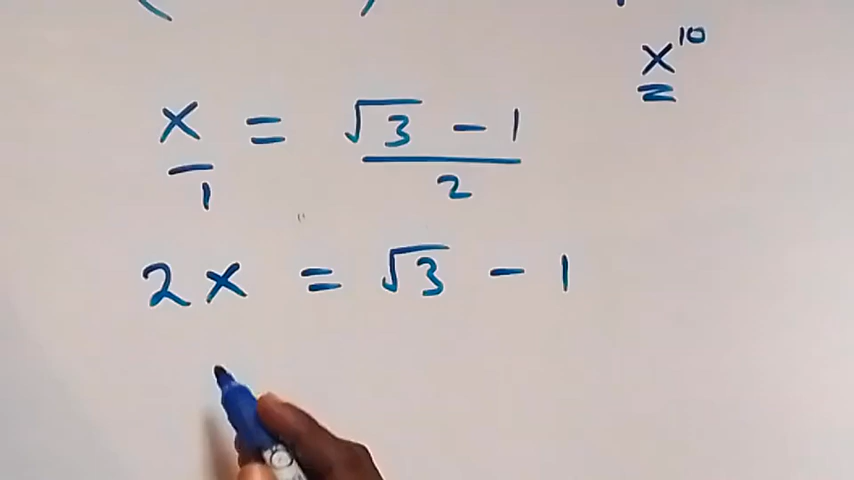 x^10
x/1 = (√3 - 1)/2
2x = √3 - 1